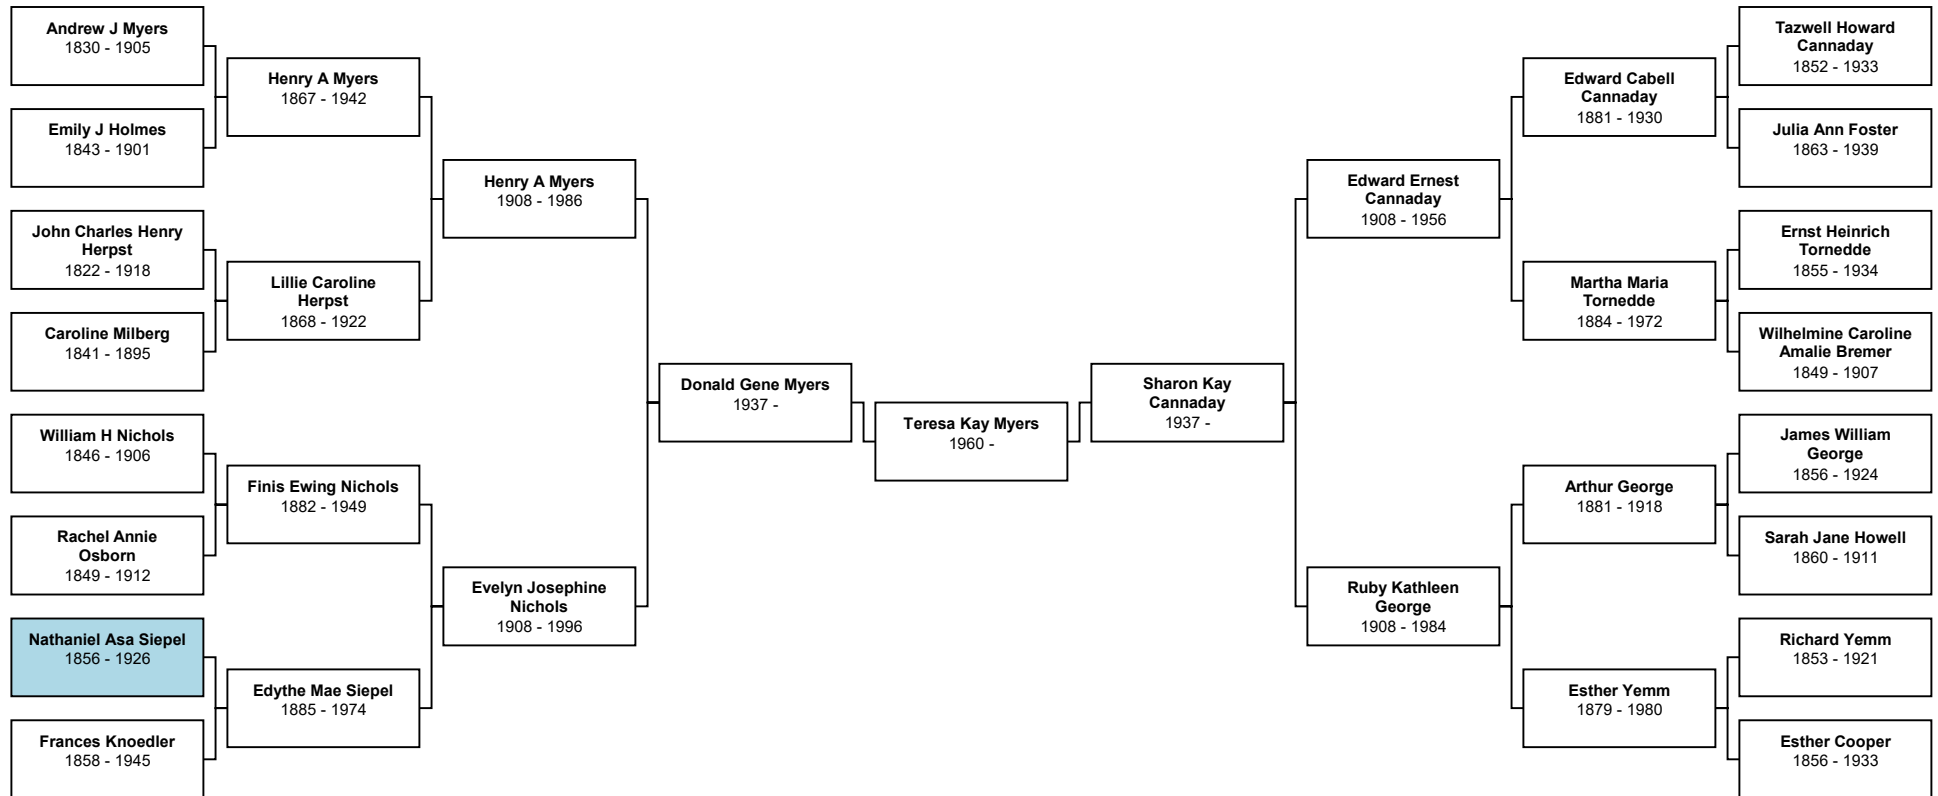 Andrew J Myers
1830 - 1905
Emily J Holmes
1843 - 1901
John Charles Henry
Herpst
1822 - 1918
Caroline Milberg
1841 - 1895
William H Nichols
1846 - 1906
Rachel Annie
Osborn
1849 - 1912
Nathaniel Asa Siepel
1856 - 1926
Frances Knoedler
1858 - 1945
Henry A Myers
1867 - 1942
Lillie Caroline
Herpst
1868 - 1922
Finis Ewing Nichols
1882 - 1949
Edythe Mae Siepel
1885 - 1974
Henry A Myers
1908 - 1986
Evelyn Josephine
Nichols
1908 - 1996
Donald Gene Myers
1937 -
Teresa Kay Myers
1960 -
Sharon Kay
Cannaday
1937 -
Edward Ernest
Cannaday
1908 - 1956
Ruby Kathleen
George
1908 - 1984
Edward Cabell
Cannaday
1881 - 1930
Martha Maria
Tornedde
1884 - 1972
Arthur George
1881 - 1918
Esther Yemm
1879 - 1980
Tazwell Howard
Cannaday
1852 - 1933
Julia Ann Foster
1863 - 1939
Ernst Heinrich
Tornedde
1855 - 1934
Wilhelmine Caroline
Amalie Bremer
1849 - 1907
James William
George
1856 - 1924
Sarah Jane Howell
1860 - 1911
Richard Yemm
1853 - 1921
Esther Cooper
1856 - 1933